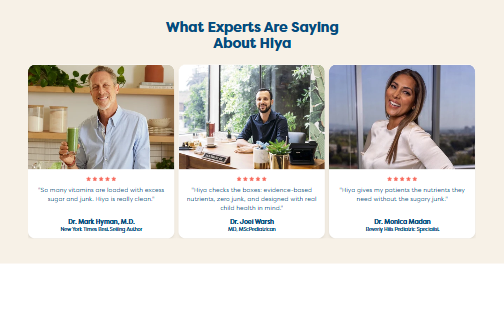 What Experts Are Saying
About Hiya
"So many vitamins are loaded with excess
sugar and junk. Hiya is really clean."
Dr. Mark Hyman, M.D.
New York Times Best Selling Author
"Hiya checks the boxes: evidence-based
nutrients, zero junk, and designed with real
child health in mind."
Dr. Joel Warsh
MD, MSc Pediatrician
"Hiya gives my patients the nutrients they
need without the sugary junk."
Dr. Monica Madan
Beverly Hills Pediatric Specialist